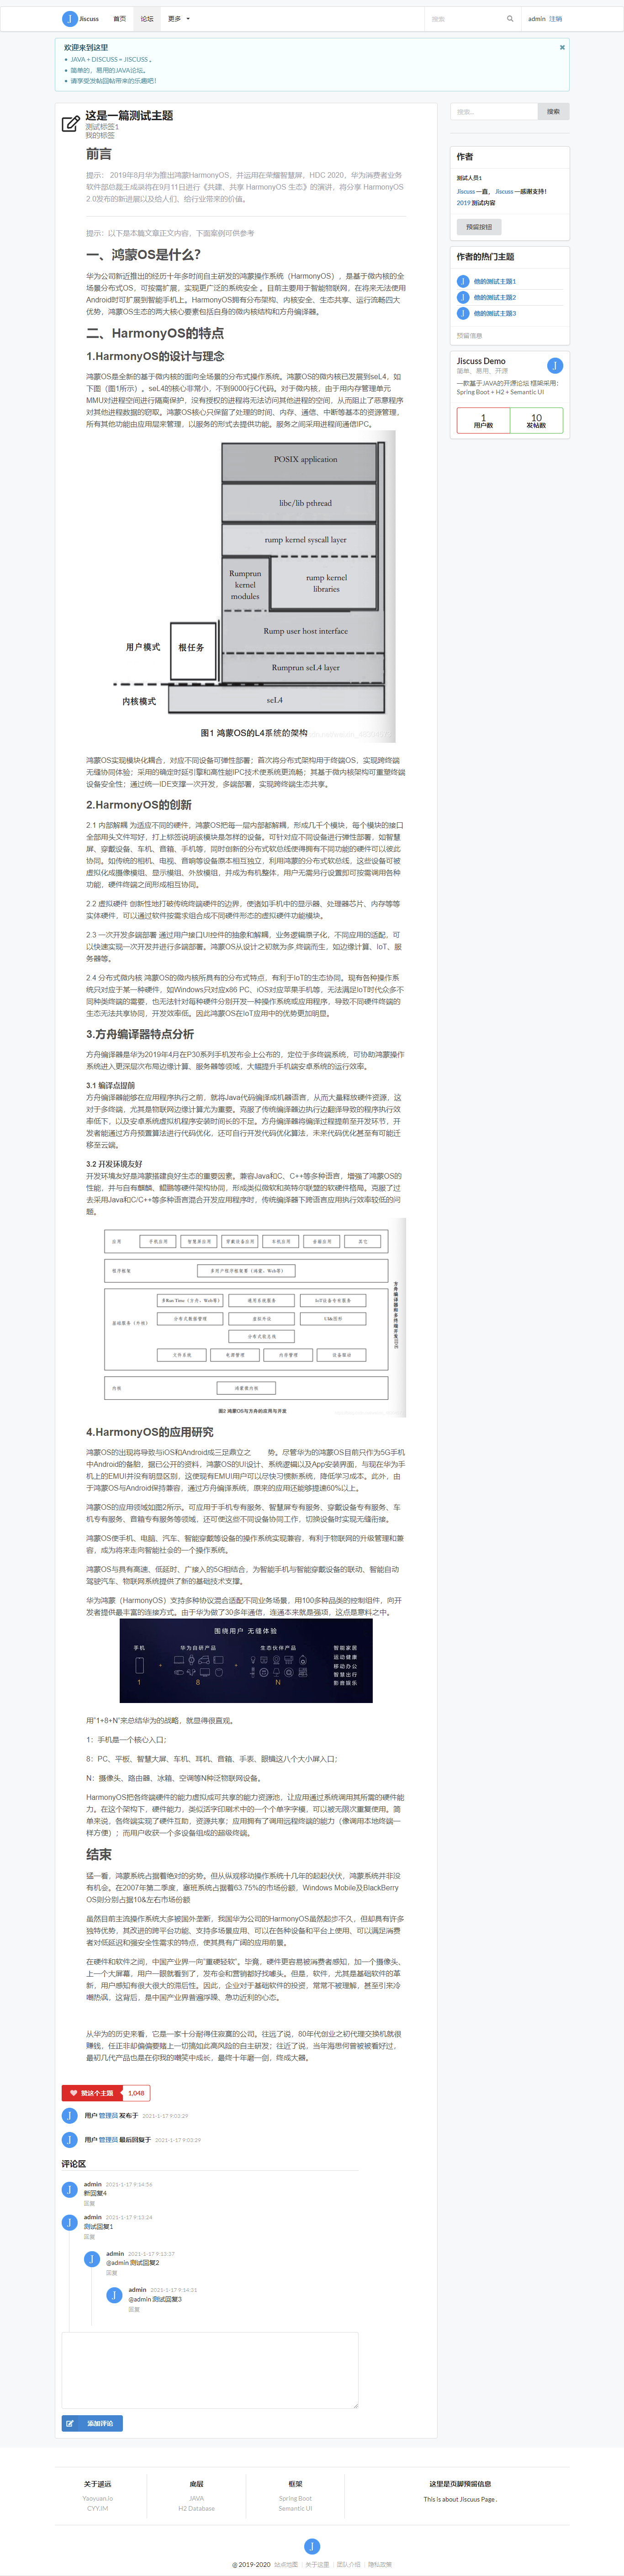 Jiscuss 首页 论坛 更多 搜索 admin 注销
欢迎来到这里
JAVA + DISCUSS = JISCUSS 。
简单的，易用的JAVA论坛。
请享受发帖回帖带来的乐趣吧！
这是一篇测试主题
测试标签1
我的标签
前言
提示： 2019年8月华为推出鸿蒙HarmonyOS，并运用在荣耀智慧屏，HDC 2020，华为消费者业务
软件部总裁王成录将在9月11日进行《共建、共享 HarmonyOS 生态》的演讲，将分享 HarmonyOS
2.0发布的新进展以及给人们、给行业带来的价值。
提示：以下是本篇文章正文内容，下面案例可供参考
一、鸿蒙OS是什么？
华为公司新近推出的经历十年多时间自主研发的鸿蒙操作系统（HarmonyOS），是基于微内核的全
场景分布式OS，可按需扩展，实现更广泛的系统安全 。目前主要用于智能物联网，在将来无法使用
Android时可扩展到智能手机上。HarmonyOS拥有分布架构、内核安全、生态共享、运行流畅四大
优势，鸿蒙OS生态的两大核心要素包括自身的微内核结构和方舟编译器。
二、HarmonyOS的特点
1.HarmonyOS的设计与理念
鸿蒙OS是全新的基于微内核的面向全场景的分布式操作系统。鸿蒙OS的微内核已发展到seL4，如
下图（图1所示）。seL4的核心非常小，不到9000行C代码。对于微内核，由于用内存管理单元
MMU对进程空间进行隔离保护，没有授权的进程将无法访问其他进程的空间，从而阻止了恶意程序
对其他进程数据的窃取。鸿蒙OS核心只保留了处理的时间、内存、通信、中断等基本的资源管理，
所有其他功能由应用层来管理，以服务的形式去提供功能。服务之间采用进程间通信IPC。
POSIX application
libc/lib pthread
rump kernel syscall layer
Rumprun
kernel
modules
rump kernel
libraries
Rump user host interface
用户模式
根任务
Rumprun seL4 layer
内核模式
seL4
图1 鸿蒙OS的L4系统的架构
鸿蒙OS实现模块化耦合，对应不同设备可弹性部署；首次将分布式架构用于终端OS，实现跨终端
无缝协同体验；采用的确定时延引擎和高性能IPC技术使系统更流畅；其基于微内核架构可重塑终端
设备安全性；通过统一IDE支撑一次开发，多端部署，实现跨终端生态共享。
2.HarmonyOS的创新
2.1 内部解耦 为适应不同的硬件，鸿蒙OS把每一层内部都解耦，形成几千个模块，每个模块的接口
全部用头文件写好，打上标签说明该模块是怎样的设备。可针对应不同设备进行弹性部署，如智慧
屏、穿戴设备、车机、音箱、手机等，同时创新的分布式软总线使得拥有不同功能的硬件可以彼此
协同。如传统的相机、电视、音响等设备原本相互独立，利用鸿蒙的分布式软总线，这些设备可被
虚拟化成摄像模组、显示模组、外放模组，并成为有机整体，用户无需另行设置即可按需调用各种
功能，硬件终端之间形成相互协同。
2.2 虚拟硬件 创新性地打破传统终端硬件的边界，使诸如手机中的显示器、处理器芯片、内存等等
实体硬件，可以通过软件按需求组合成不同硬件形态的虚拟硬件功能模块。
2.3 一次开发多端部署 通过用户接口UI控件的抽象和解耦，业务逻辑原子化，不同应用的适配，可
以快速实现一次开发并进行多端部署。鸿蒙OS从设计之初就为多,终端而生，如边缘计算、IoT、服
务器等。
2.4 分布式微内核 鸿蒙OS的微内核所具有的分布式特点，有利于IoT的生态协同。现有各种操作系
统只对应于某一种硬件，如Windows只对应x86 PC、iOS对应苹果手机等，无法满足IoT时代众多不
同种类终端的需要，也无法针对每种硬件分别开发一种操作系统或应用程序，导致不同硬件终端的
生态无法共享协同，开发效率低。因此鸿蒙OS在IoT应用中的优势更加明显。
3.方舟编译器特点分析
方舟编译器是华为2019年4月在P30系列手机发布会上公布的，定位于多终端系统，可协助鸿蒙操作
系统进入更深层次布局边缘计算、服务器等领域，大幅提升手机端安卓系统的运行效率。
3.1 编译点提前
方舟编译器能够在应用程序执行之前，就将Java代码编译成机器语言，从而大量释放硬件资源，这
对于多终端，尤其是物联网边缘计算尤为重要。克服了传统编译器边执行边翻译导致的程序执行效
率低下，以及安卓系统虚拟机程序安装时间长的不足。方舟编译器将编译过程提前至开发环节，开
发者能通过方舟预置算法进行代码优化，还可自行开发代码优化算法，未来代码优化甚至有可能迁
移至云端。
3.2 开发环境友好
开发环境友好是鸿蒙搭建良好生态的重要因素。兼容Java和C、C++等多种语言，增强了鸿蒙OS的
性能，并与自有麒麟、鲲鹏等硬件架构协同，形成类似微软和英特尔联盟的软硬件格局。克服了过
去采用Java和C/C++等多种语言混合开发应用程序时，传统编译器下跨语言应用执行效率较低的问
题。
应用 手机应用 智慧屏应用 穿戴设备应用 车机应用 音箱应用 其它
程序框架
基础服务（外核）
通用系统服务
分布式数据管理
分布式软总线
文件系统 电源管理 内存管理 设备驱动
内核 鸿蒙微内核
图2 鸿蒙OS与方舟的应用与开发
4.HarmonyOS的应用研究
鸿蒙OS的出现将导致与iOS和Android成三足鼎立之 势。尽管华为的鸿蒙OS目前只作为5G手机
中Android的备胎，据已公开的资料，鸿蒙OS的UI设计、系统逻辑以及App安装界面，与现在华为手
机上的EMUI并没有明显区别，这使现有EMUI用户可以尽快习惯新系统，降低学习成本。此外，由
于鸿蒙OS与Android保持兼容，通过方舟编译系统，原来的应用还能够提速60%以上。
鸿蒙OS的应用领域如图2所示。可应用于手机专有服务、智慧屏专有服务、穿戴设备专有服务、车
机专有服务、音箱专有服务等领域，还可使这些不同设备协同工作，切换设备时实现无缝衔接。
鸿蒙OS使手机、电脑、汽车、智能穿戴等设备的操作系统实现兼容，有利于物联网的升级管理和兼
容，成为将来走向智能社会的一个操作系统。
鸿蒙OS与具有高速、低延时、广接入的5G相结合，为智能手机与智能穿戴设备的联动、智能自动
驾驶汽车、物联网系统提供了新的基础技术支撑。
华为鸿蒙（HarmonyOS）支持多种协议混合适配不同业务场景，用100多种品类的控制组件，向开
发者提供最丰富的连接方式。由于华为做了30多年通信，连通本来就是强项，这点是意料之中。
围绕用户 无缝体验
手机 华为自研产品 生态伙伴产品 智能家居
运动健康
移动办公
智慧出行
影音娱乐
1 + 8 + N
用"1+8+N"来总结华为的战略，就显得很直观。
1：手机是一个核心入口；
8：PC、平板、智慧大屏、车机、耳机、音箱、手表、眼镜这八个大小屏入口；
N：摄像头、路由器、冰箱、空调等N种泛物联网设备。
HarmonyOK把各终端硬件的能力虚拟成可共享的能力资源池，让应用通过系统调用其所需的硬件能
力。在这个架构下，硬件能力，类似活字印刷术中的一个个单字字模，可以被无限次重复使用。简
单来说，各终端实现了硬件互助，资源共享；应用拥有了调用远程终端的能力（像调用本地终端一
样方便）；而用户收获一个多设备组成的超级终端。
结束
猛一看，鸿蒙系统占据着绝对的劣势。但从纵观移动操作系统十几年的起起伏伏，鸿蒙系统并非没
有机会。在2007年第二季度，塞班系统占据着63.75%的市场份额，Windows Mobile及BlackBerry
OS则分别占据10&左右市场份额
虽然目前主流操作系统大多被国外垄断，我国华为公司的HarmonyOS虽然起步不久，但却具有许多
独特优势，其改进的跨平台功能、支持多场景应用，可以在各种设备和平台上使用，可以满足消费
者对低延迟和强安全性需求的特点，使其具有广阔的应用前景。
在硬件和软件之间，中国产业界一向"重硬轻软"。毕竟，硬件更容易被消费者感知，加一个摄像头、
上一个大屏幕，用户一眼就看到了，发布会和营销都好找噱头。但是，软件，尤其是基础软件的革
新，用户感知有很大很大的滞后性。因此，企业对于基础软件的投资，常常不被理解，甚至引来冷
嘲热讽，这背后，是中国产业界普遍浮躁、急功近利的心态。
从华为的历史来看，它是一家十分耐得住寂寞的公司。往远了说，80年代创业之初代理交换机就很
赚钱，任正非却偏偏要赌上一切搞如此高风险的自主研发；往近了说，当年海思何曾被被看好过，
最初几代产品也是在你我的嘲笑中成长，最终十年磨一剑，终成大器。
赞这个主题 1,048
用户 管理员 发布于 2021-1-17 9:03:29
用户 管理员 最后回复于 2021-1-17 9:03:29
评论区
admin 2021-1-17 9:14:56
新回复4
回复
admin 2021-1-17 9:13:24
测试回复1
回复
admin 2021-1-17 9:13:37
@admin 测试回复2
回复
admin 2021-1-17 9:14:31
@admin 测试回复3
回复
添加评论
搜索... 搜索
作者
测试人员1
Jiscuss 一直， Jiscuss 一感谢支持！
2019 测试内容
预留按钮
作者的热门主题
他的测试主题1
他的测试主题2
他的测试主题3
预留信息
Jiscuss Demo
简单，易用，开源
一款基于JAVA的开源论坛 框架采用：
Spring Boot + H2 + Semantic UI
1
用户数
10
发帖数
关于遥远
Yaoyuan.io
CYY.IM
底层
JAVA
H2 Database
框架
Spring Boot
Semantic UI
这里是页脚预留信息
This is about Jiscuus Page .
@ 2019-2020 站点地图 关于这里 团队介绍 隐私政策